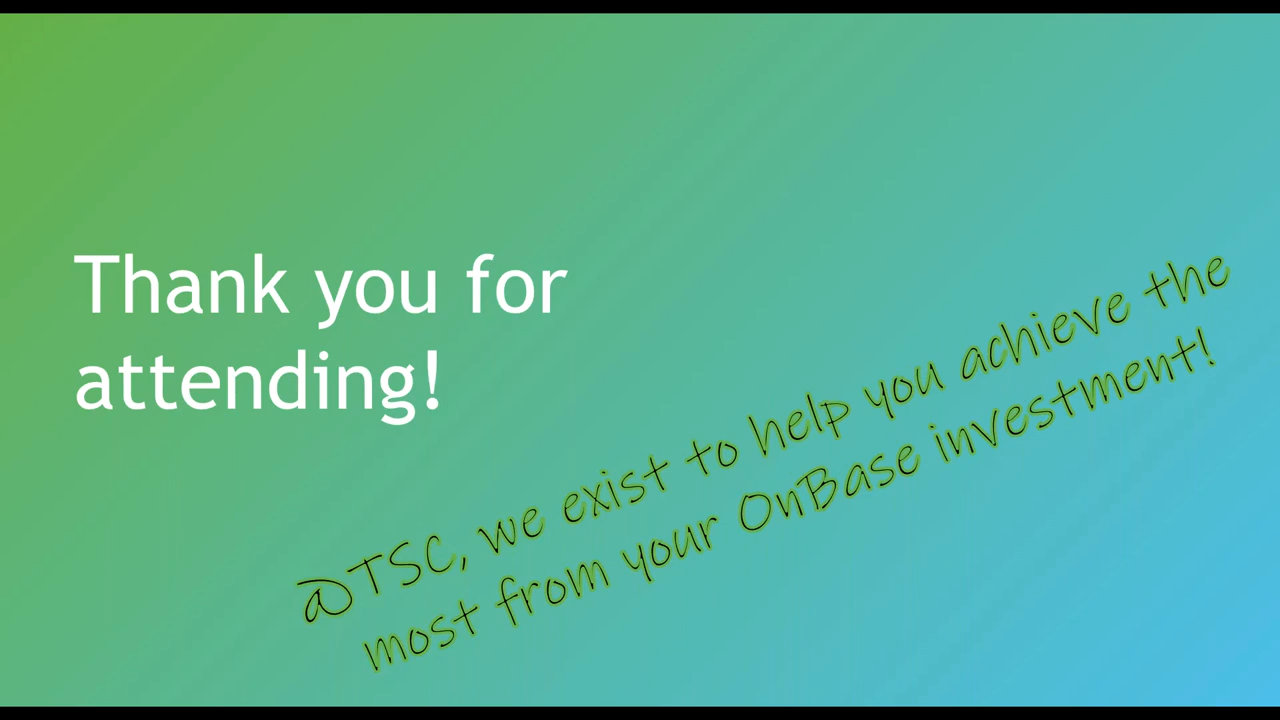 Thank you for
attending!
@TSC, we exist to help you achieve the
most from your OnBase investment!